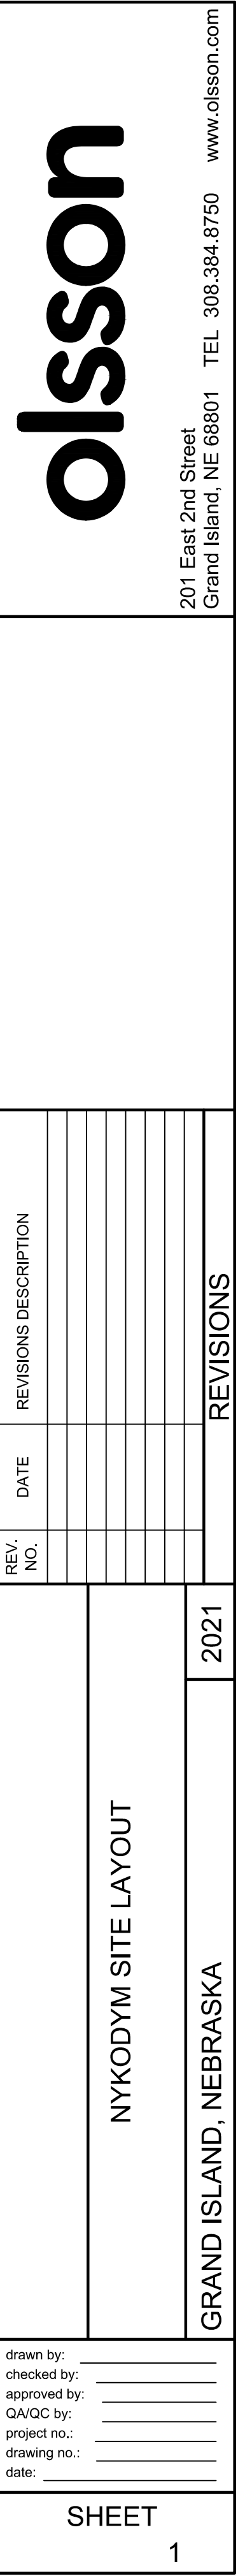 olsson
201 East 2nd Street
Grand Island, NE 68801 TEL 308.384.8750 www.olsson.com
REV. NO.
DATE
REVISIONS DESCRIPTION
REVISIONS
2021
NYKODYM SITE LAYOUT
GRAND ISLAND, NEBRASKA
drawn by:
checked by:
approved by:
QA/QC by:
project no.:
drawing no.:
date:
SHEET
1